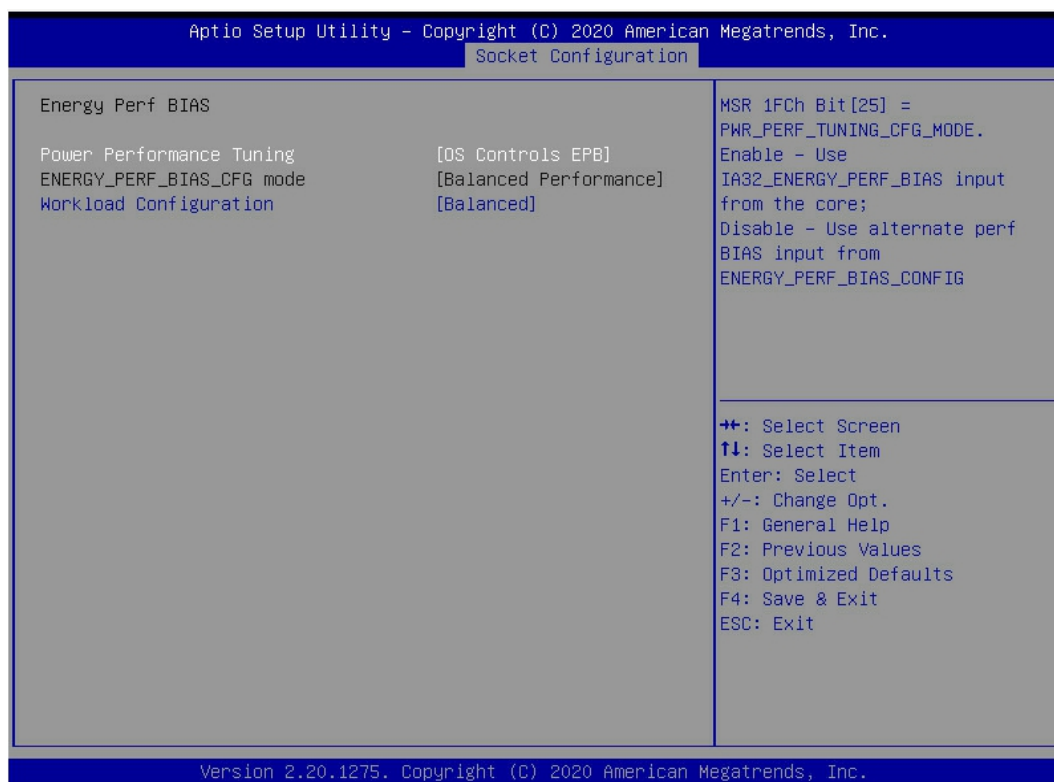 Aptio Setup Utility – Copyright (C) 2020 American Megatrends, Inc.
Socket Configuration
Energy Perf BIAS
Power Performance Tuning [OS Controls EPB]
ENERGY_PERF_BIAS_CFG mode [Balanced Performance]
Workload Configuration [Balanced]
MSR 1FCh Bit[25] =
PWR_PERF_TUNING_CFG_MODE.
Enable – Use
IA32_ENERGY_PERF_BIAS input
from the core;
Disable – Use alternate perf
BIAS input from
ENERGY_PERF_BIAS_CONFIG
→←: Select Screen
↑↓: Select Item
Enter: Select
+/-: Change Opt.
F1: General Help
F2: Previous Values
F3: Optimized Defaults
F4: Save & Exit
ESC: Exit
Version 2.20.1275. Copyright (C) 2020 American Megatrends, Inc.